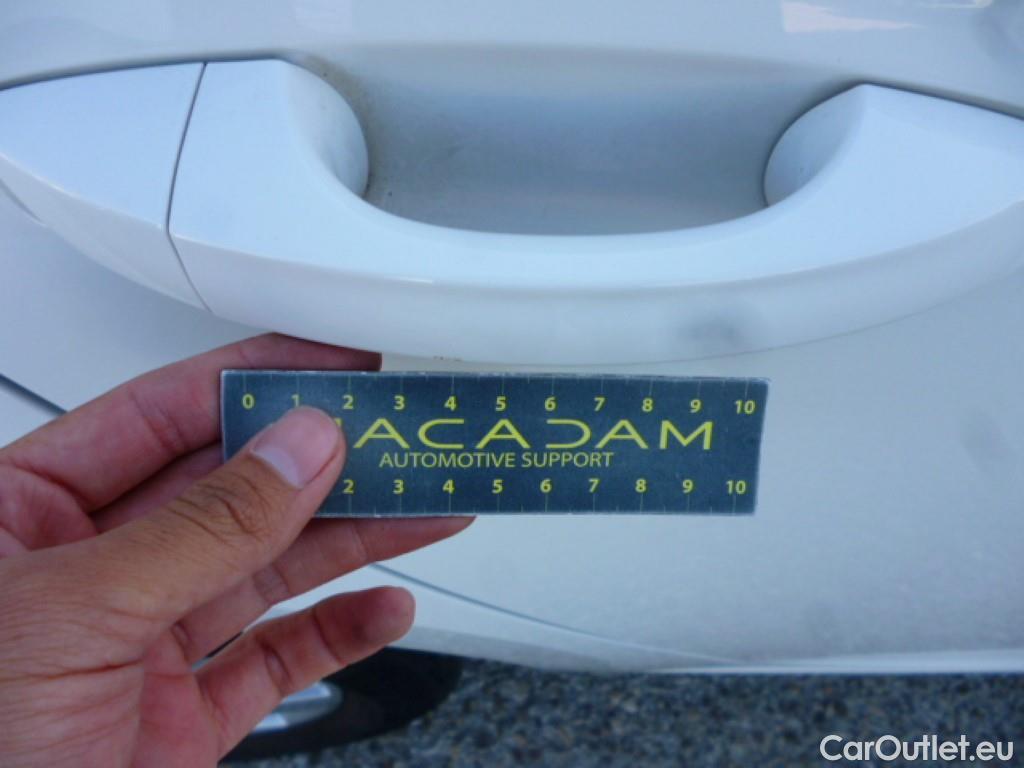 0 1 2 3 4 5 6 7 8 9 10
ACADAM
AUTOMOTIVE SUPPORT
2 3 4 5 6 7 8 9 10
CarOutlet.eu